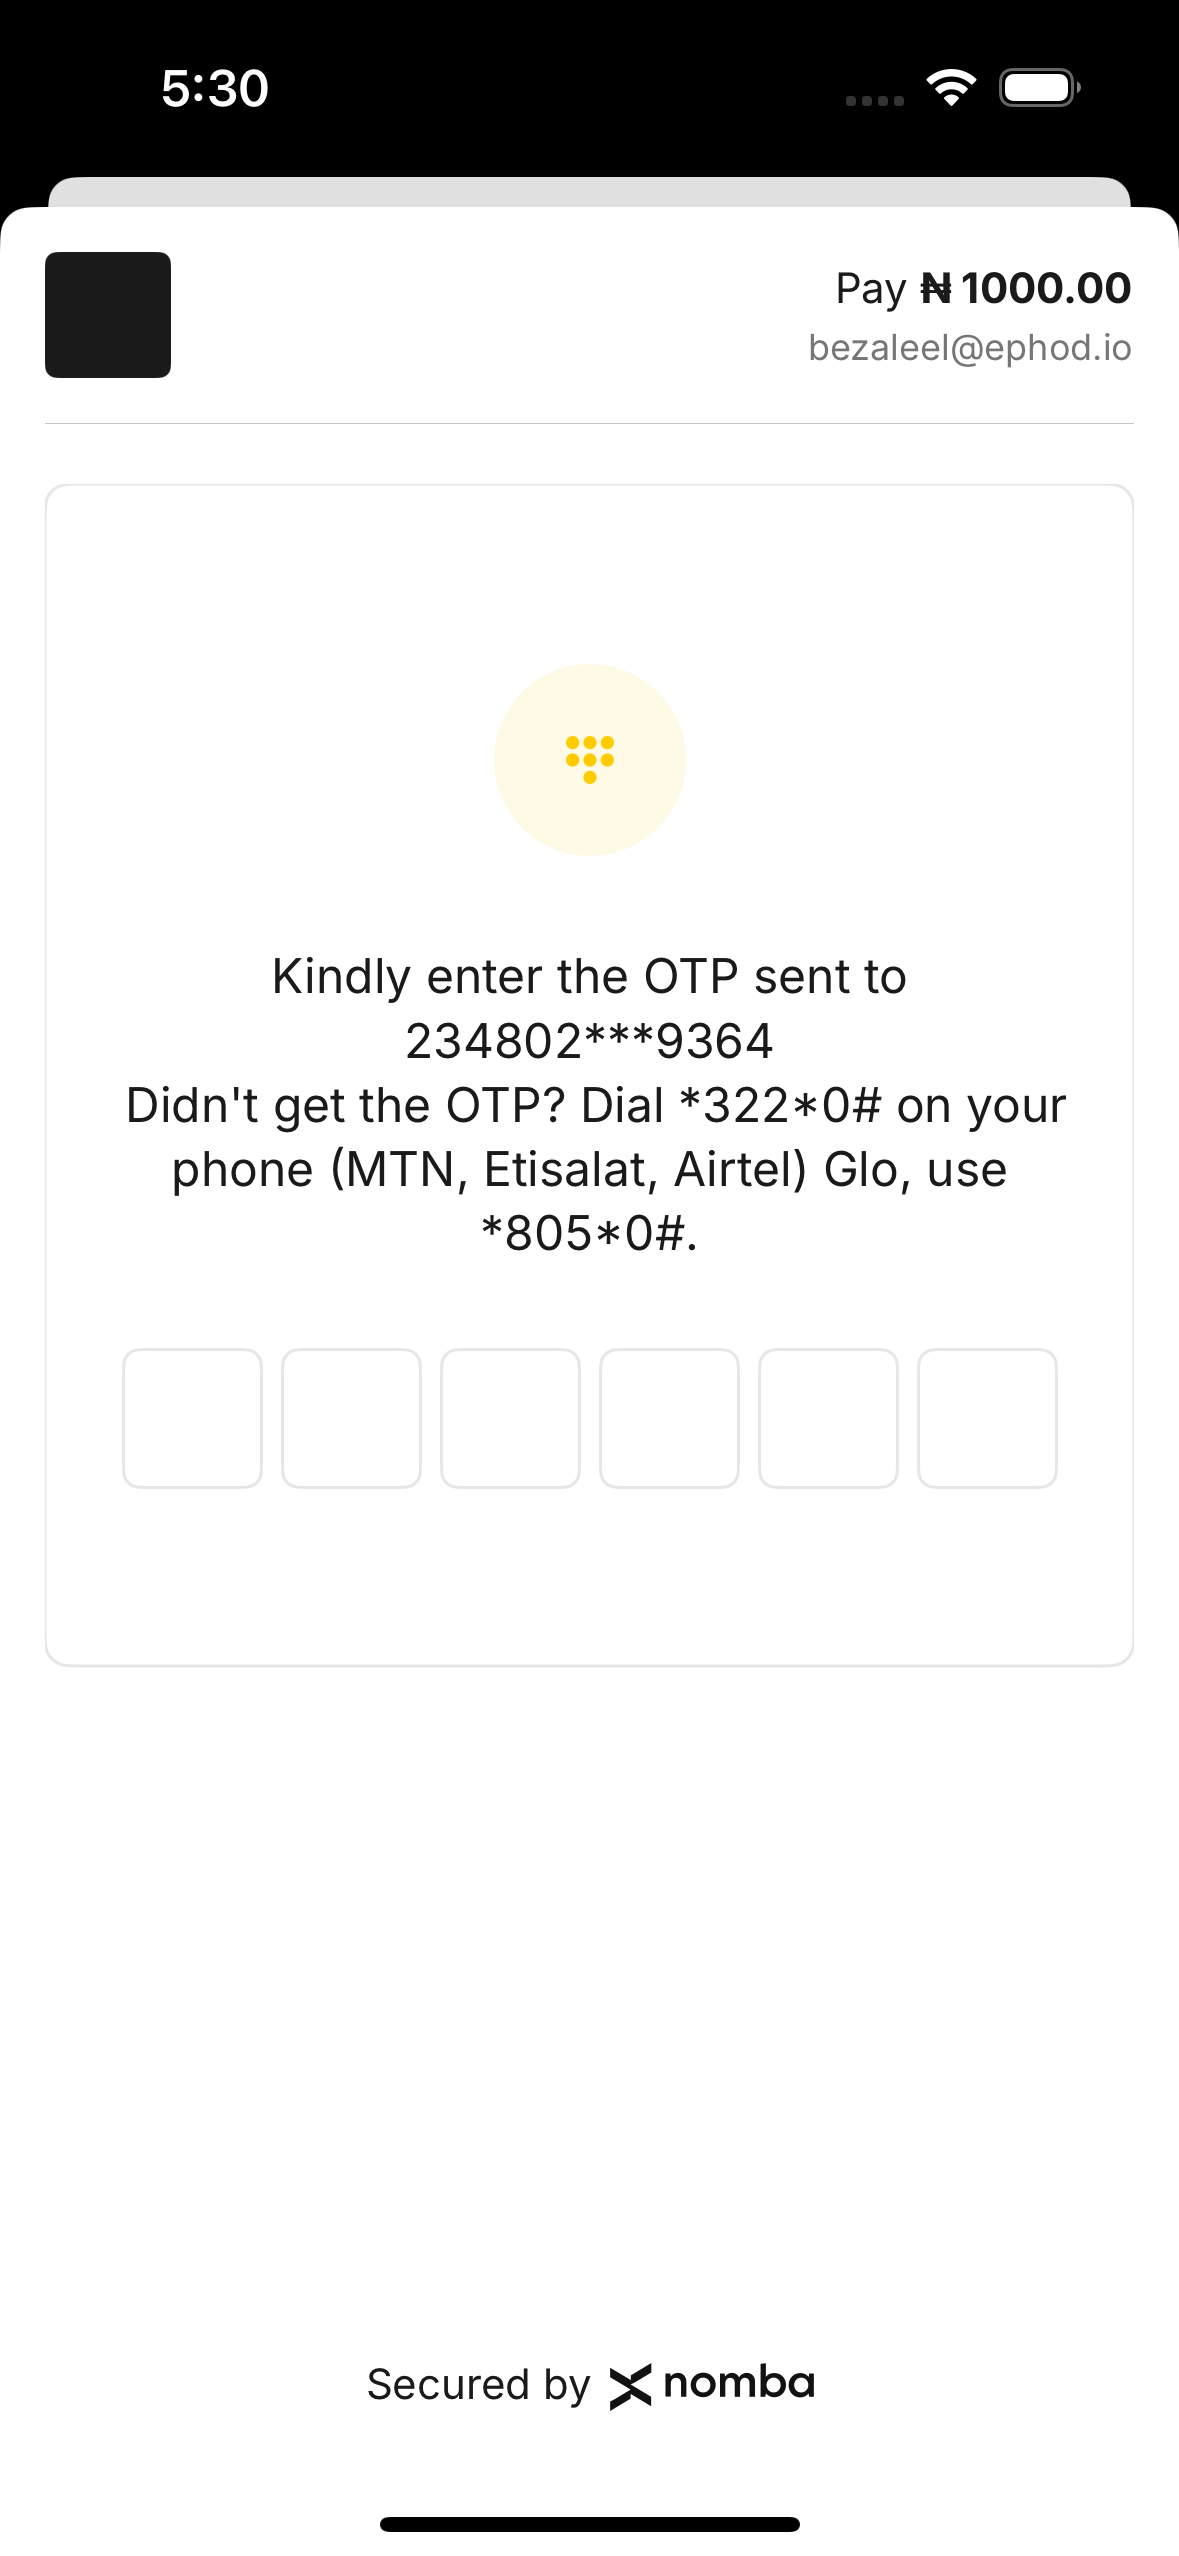 5:30
Pay ₦ 1000.00
bezaleel@ephod.io
Kindly enter the OTP sent to
234802***9364
Didn't get the OTP? Dial *322*0# on your
phone (MTN, Etisalat, Airtel) Glo, use
*805*0#.
Secured by nomba